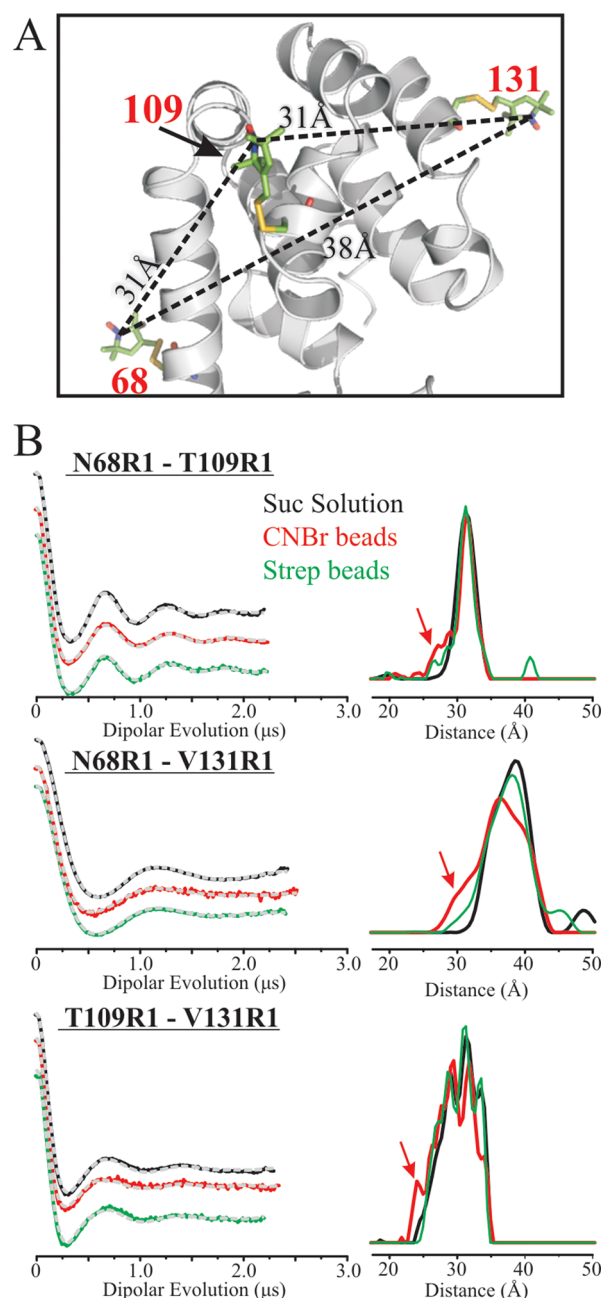 A
109
31Å
131
31Å
38Å
68
B
N68R1 - T109R1
Suc Solution
CNBr beads
Strep beads
0 1.0 2.0 3.0
Dipolar Evolution (µs)
20 30 40 50
Distance (Å)
N68R1 - V131R1
0 1.0 2.0 3.0
Dipolar Evolution (µs)
20 30 40 50
Distance (Å)
T109R1 - V131R1
0 1.0 2.0 3.0
Dipolar Evolution (µs)
20 30 40 50
Distance (Å)